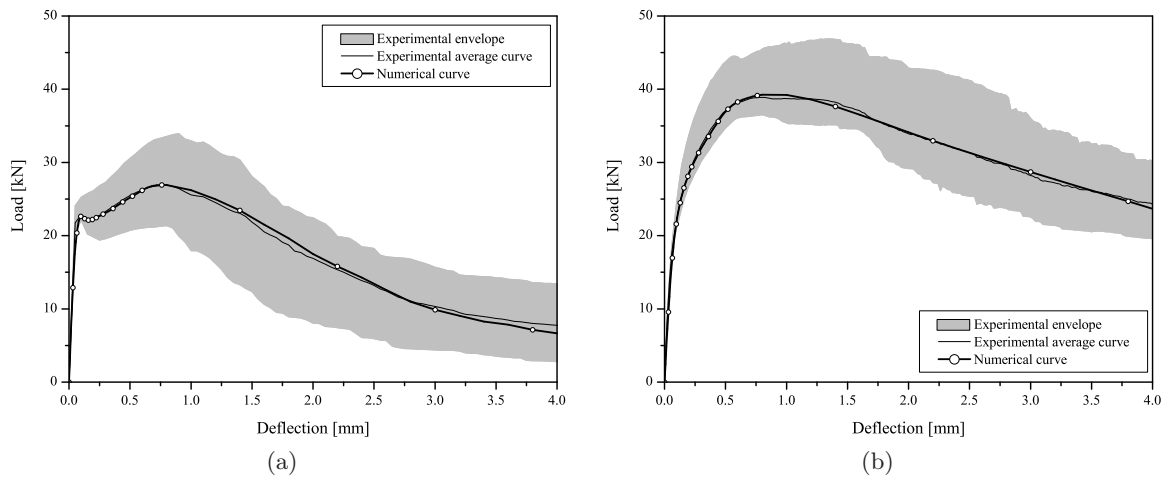 50
40
30
20
10
0
Load [kN]
Experimental envelope
Experimental average curve
Numerical curve
0.0 0.5 1.0 1.5 2.0 2.5 3.0 3.5 4.0
Deflection [mm]
(a)
50
40
30
20
10
0
Load [kN]
Experimental envelope
Experimental average curve
Numerical curve
0.0 0.5 1.0 1.5 2.0 2.5 3.0 3.5 4.0
Deflection [mm]
(b)